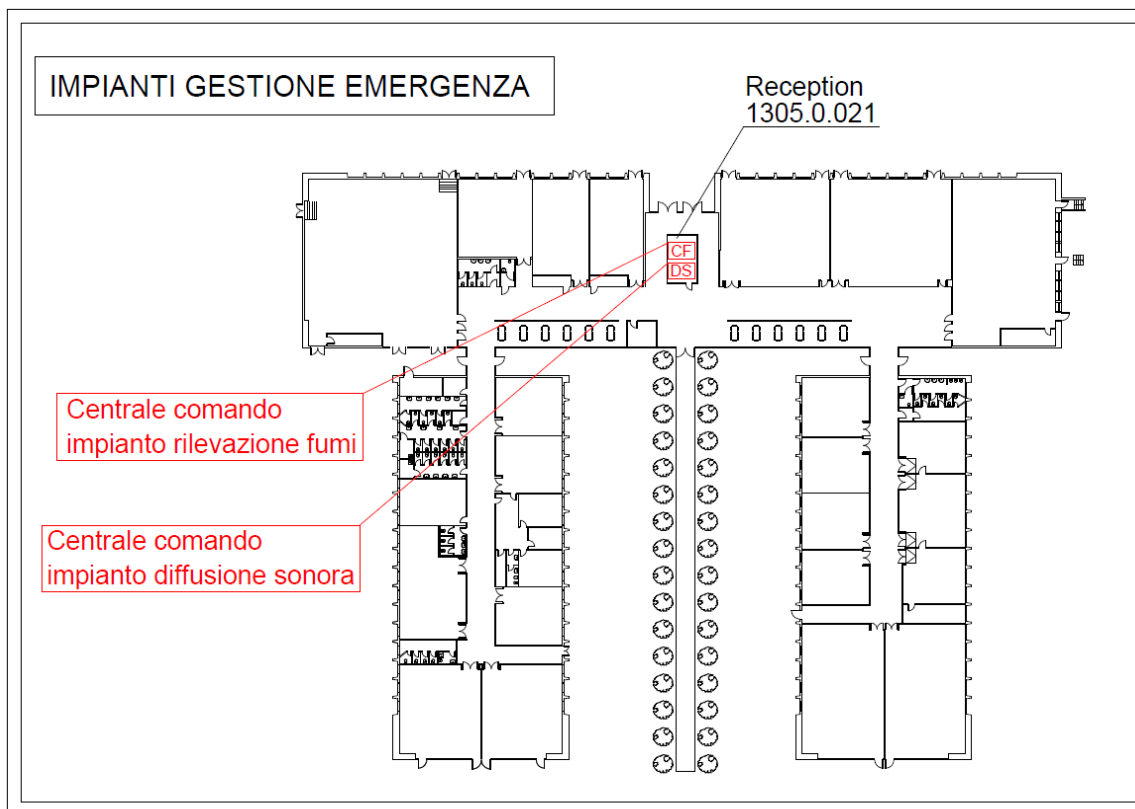 IMPIANTI GESTIONE EMERGENZA
Reception
1305.0.021
CF
DS
Centrale comando
impianto rilevazione fumi
Centrale comando
impianto diffusione sonora